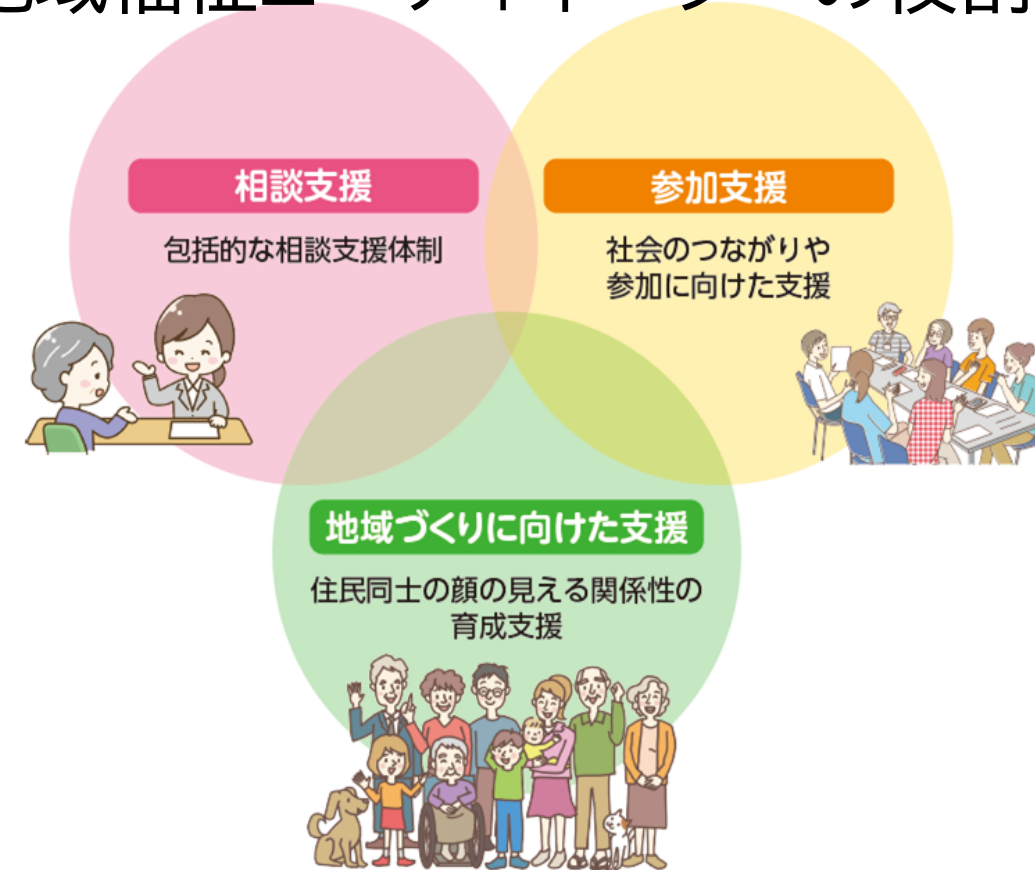 相談支援
包括的な相談支援体制
参加支援
社会のつながりや
参加に向けた支援
地域づくりに向けた支援
住民同士の顔の見える関係性の
育成支援